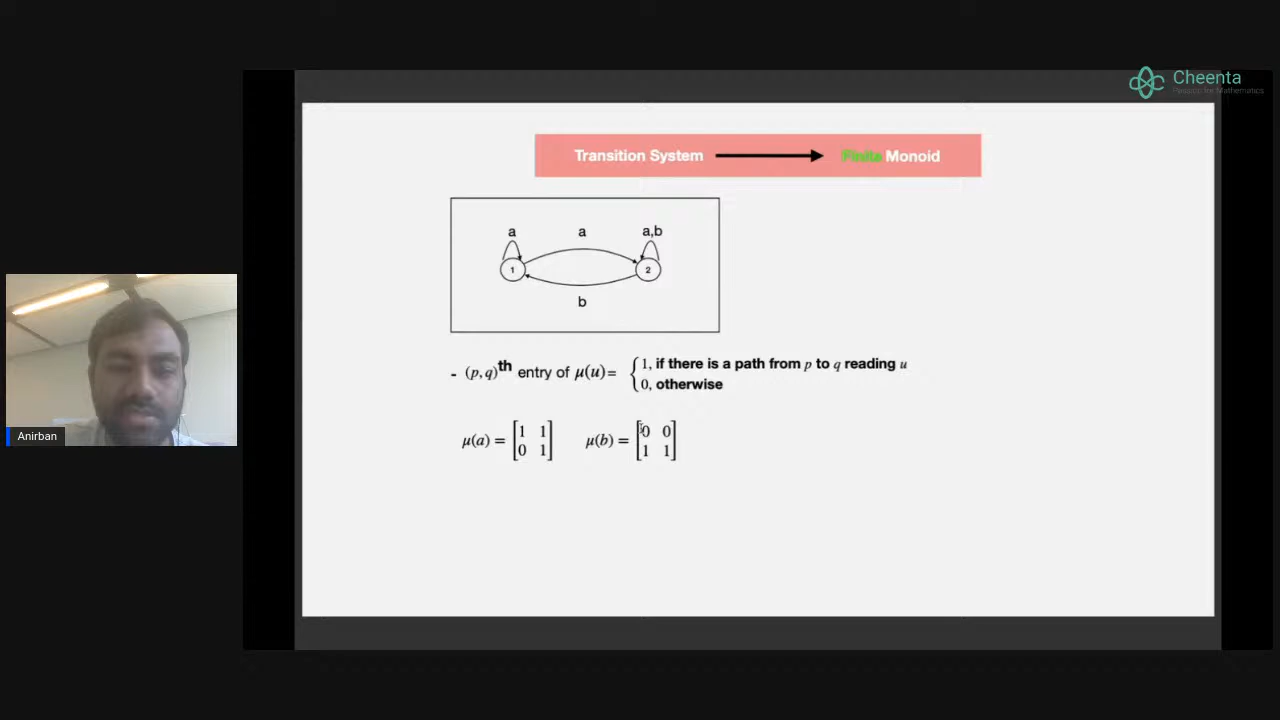 Cheenta
Passion for Mathematics
Transition System Finite Monoid
a a a,b
1 2
b
- (p, q)th entry of μ(u)= { 1, if there is a path from p to q reading u
0, otherwise
μ(a) = [1 1 0 1] μ(b) = [0 0 1 1]
Anirban